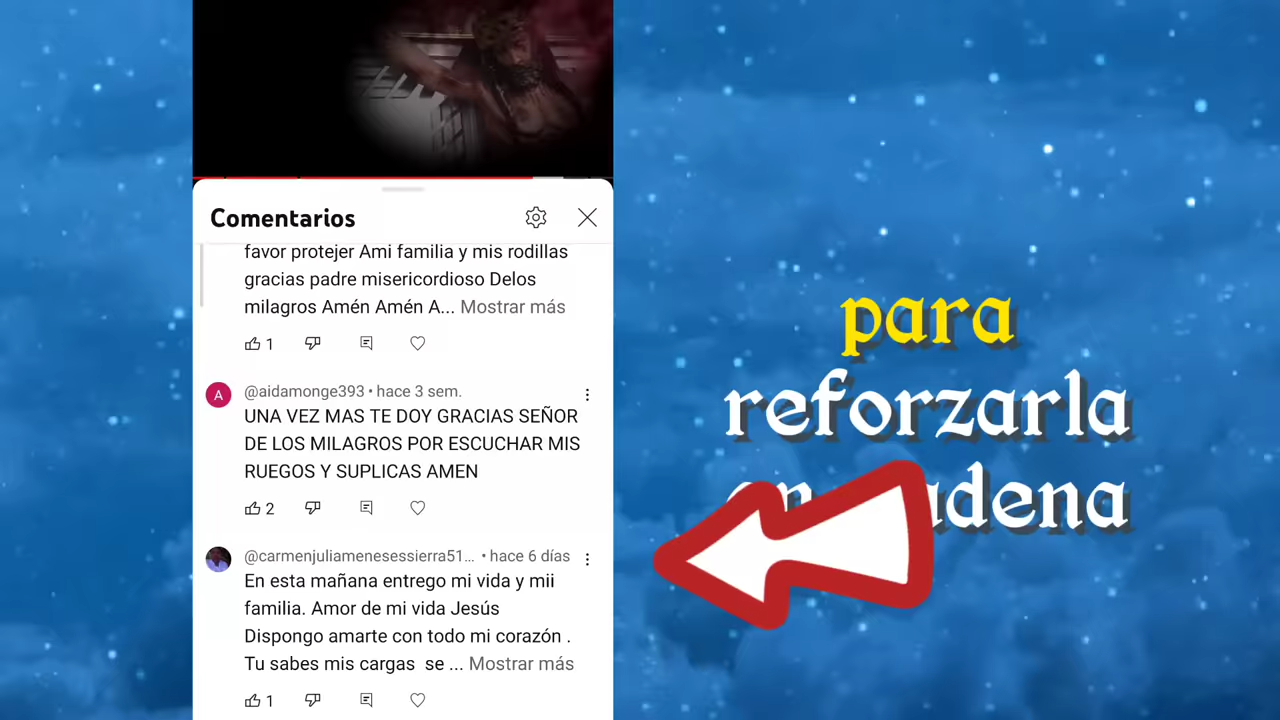 Comentarios
favor protejer Ami familia y mis rodillas
gracias padre misericordioso Delos
milagros Amén Amén A... Mostrar más
1
A
@aidamonge393 • hace 3 sem.
UNA VEZ MAS TE DOY GRACIAS SEÑOR
DE LOS MILAGROS POR ESCUCHAR MIS
RUEGOS Y SUPLICAS AMEN
2
@carmenjuliamenesessierra51... • hace 6 días
En esta mañana entrego mi vida y mii
familia. Amor de mi vida Jesús
Dispongo amarte con todo mi corazón .
Tu sabes mis cargas se ... Mostrar más
1
para
reforzarla